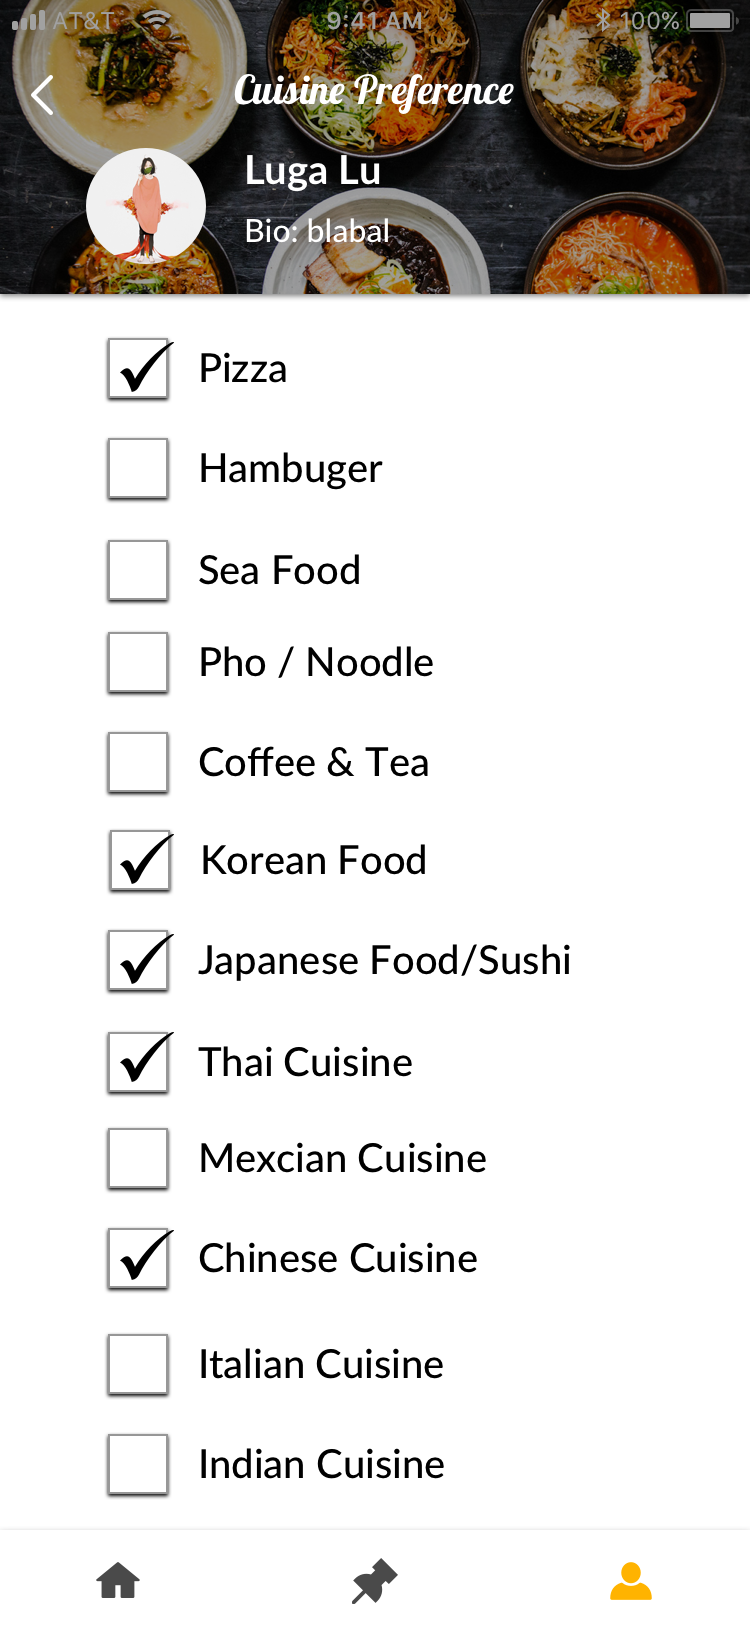 AT&T 9:41 AM 100%
Cuisine Preference
Luga Lu
Bio: blabal
Pizza
Hambuger
Sea Food
Pho / Noodle
Coffee & Tea
Korean Food
Japanese Food/Sushi
Thai Cuisine
Mexcian Cuisine
Chinese Cuisine
Italian Cuisine
Indian Cuisine